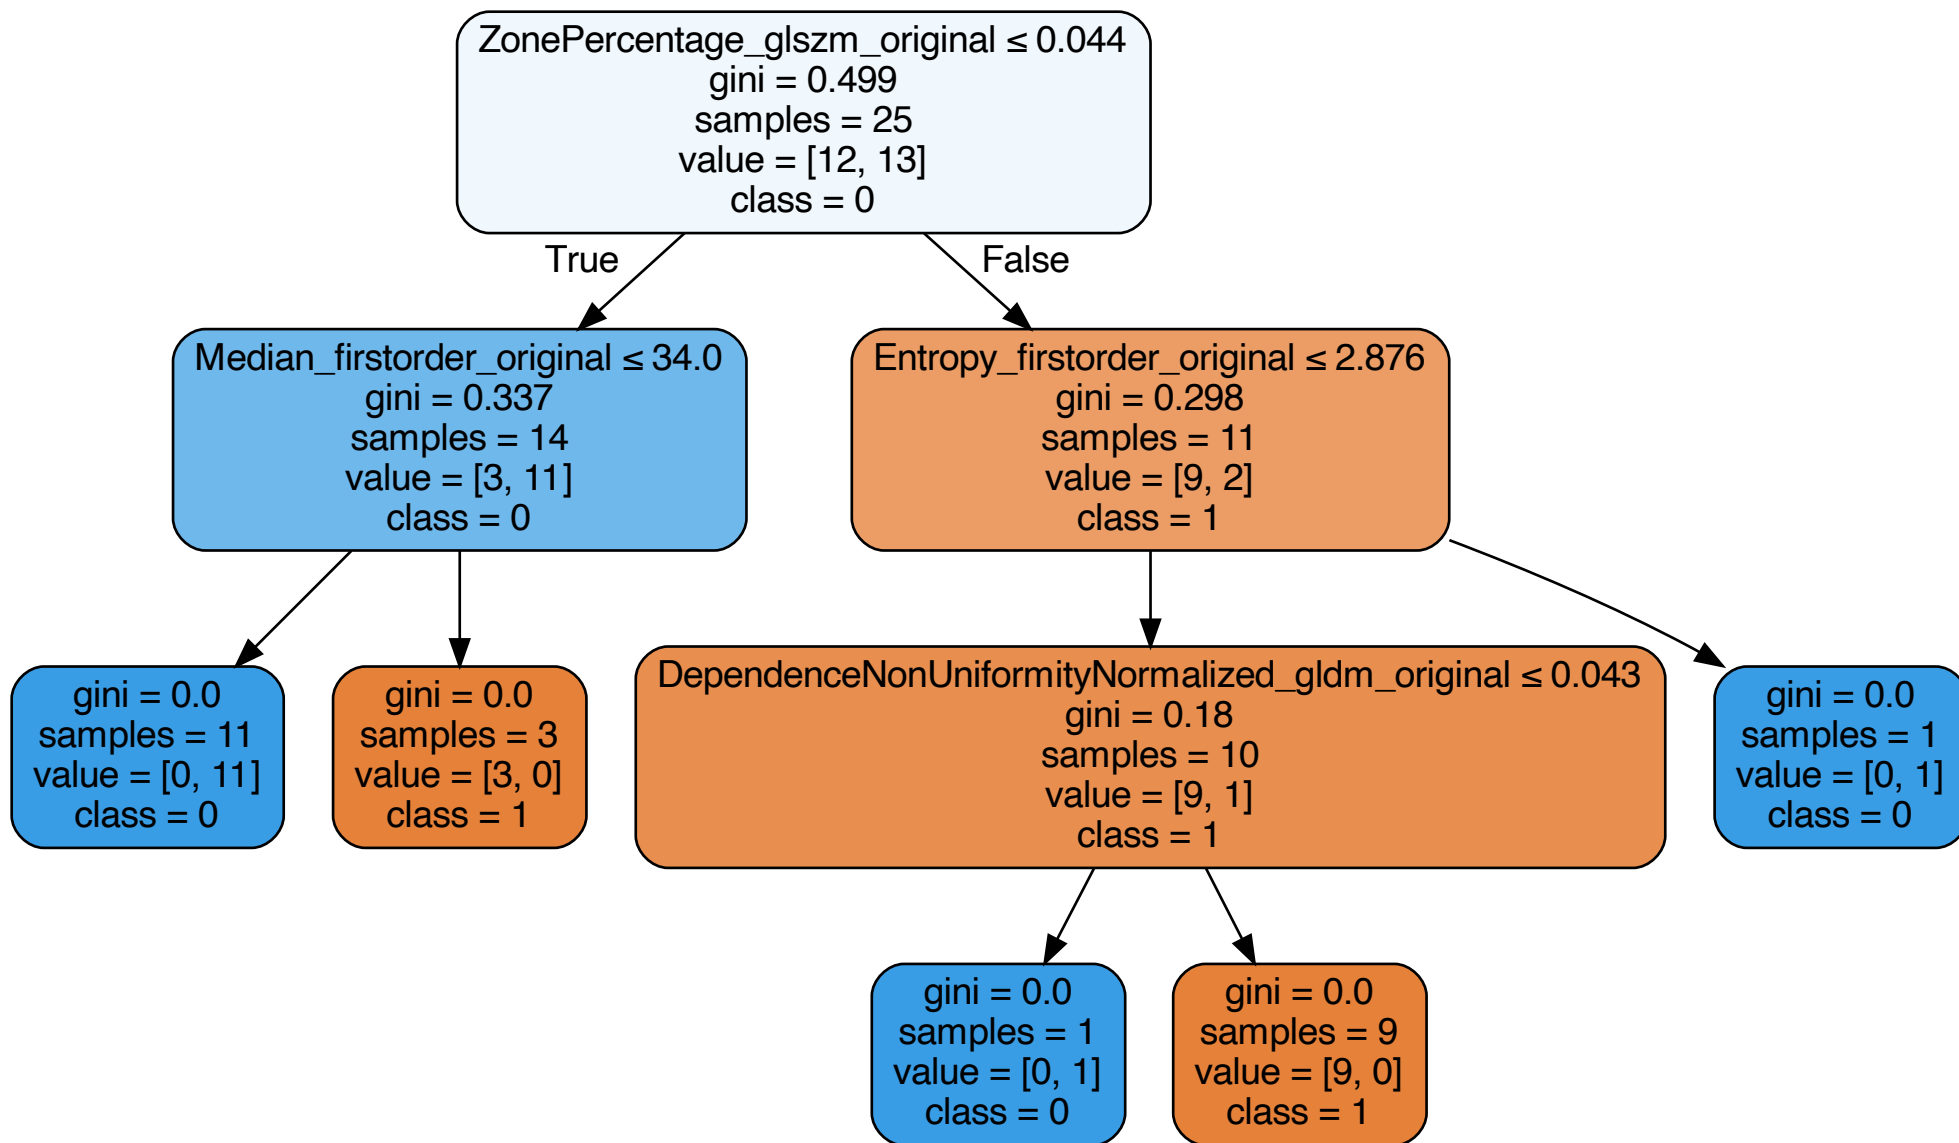 ZonePercentage_glszm_original ≤ 0.044
gini = 0.499
samples = 25
value = [12, 13]
class = 0
True
False
Median_firstorder_original ≤ 34.0
gini = 0.337
samples = 14
value = [3, 11]
class = 0
Entropy_firstorder_original ≤ 2.876
gini = 0.298
samples = 11
value = [9, 2]
class = 1
gini = 0.0
samples = 11
value = [0, 11]
class = 0
gini = 0.0
samples = 3
value = [3, 0]
class = 1
DependenceNonUniformityNormalized_gldm_original ≤ 0.043
gini = 0.18
samples = 10
value = [9, 1]
class = 1
gini = 0.0
samples = 1
value = [0, 1]
class = 0
gini = 0.0
samples = 1
value = [0, 1]
class = 0
gini = 0.0
samples = 9
value = [9, 0]
class = 1